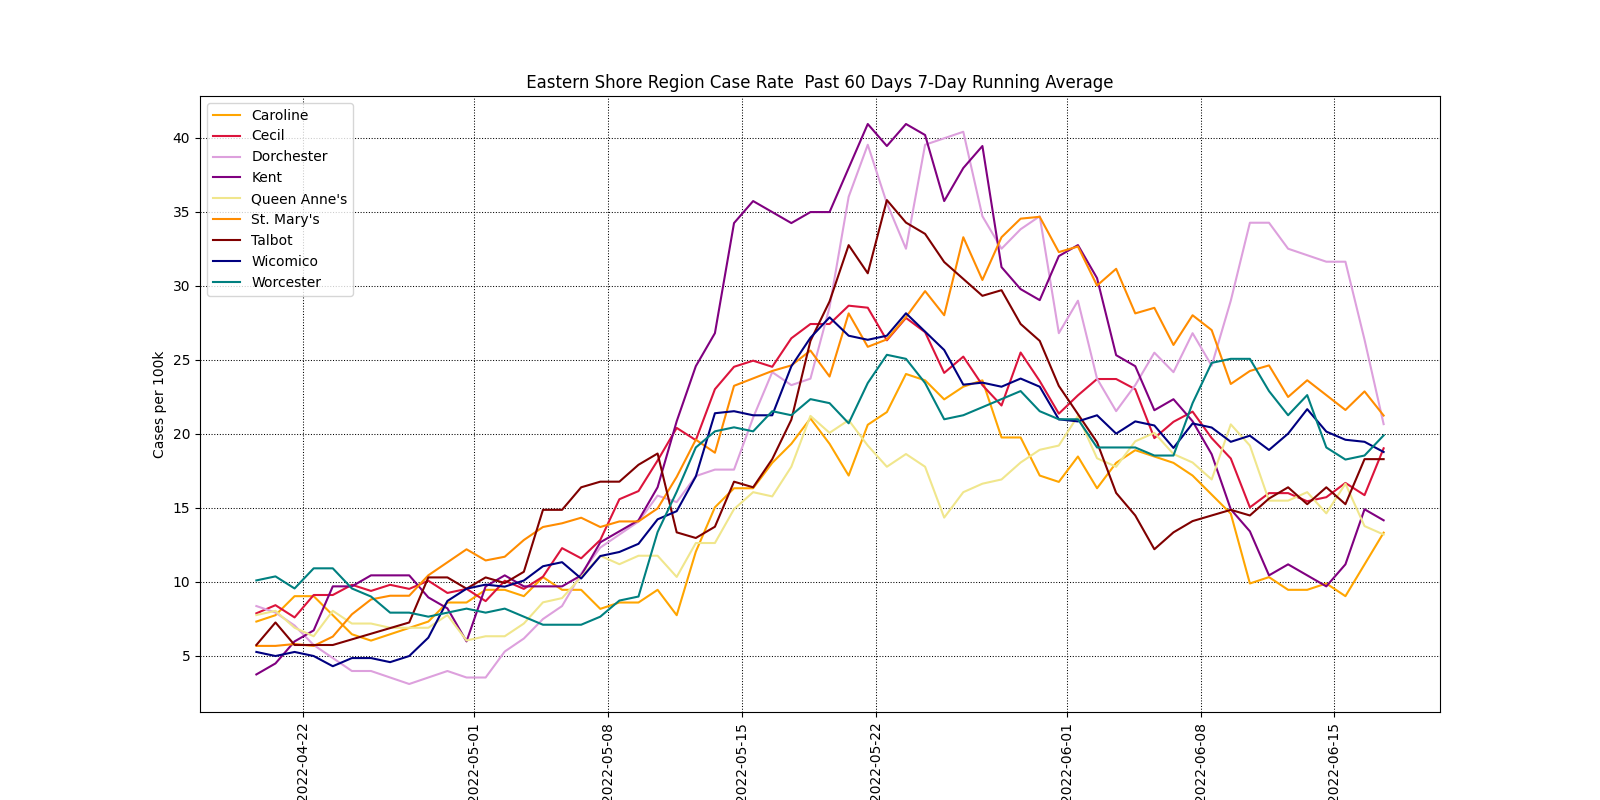 Eastern Shore Region Case Rate  Past 60 Days 7-Day Running Average
Caroline
Cecil
Dorchester
Kent
Queen Anne's
St. Mary's
Talbot
Wicomico
Worcester
Cases per 100k
40
35
30
25
20
15
10
5
2022-04-22
2022-05-01
2022-05-08
2022-05-15
2022-05-22
2022-06-01
2022-06-08
2022-06-15